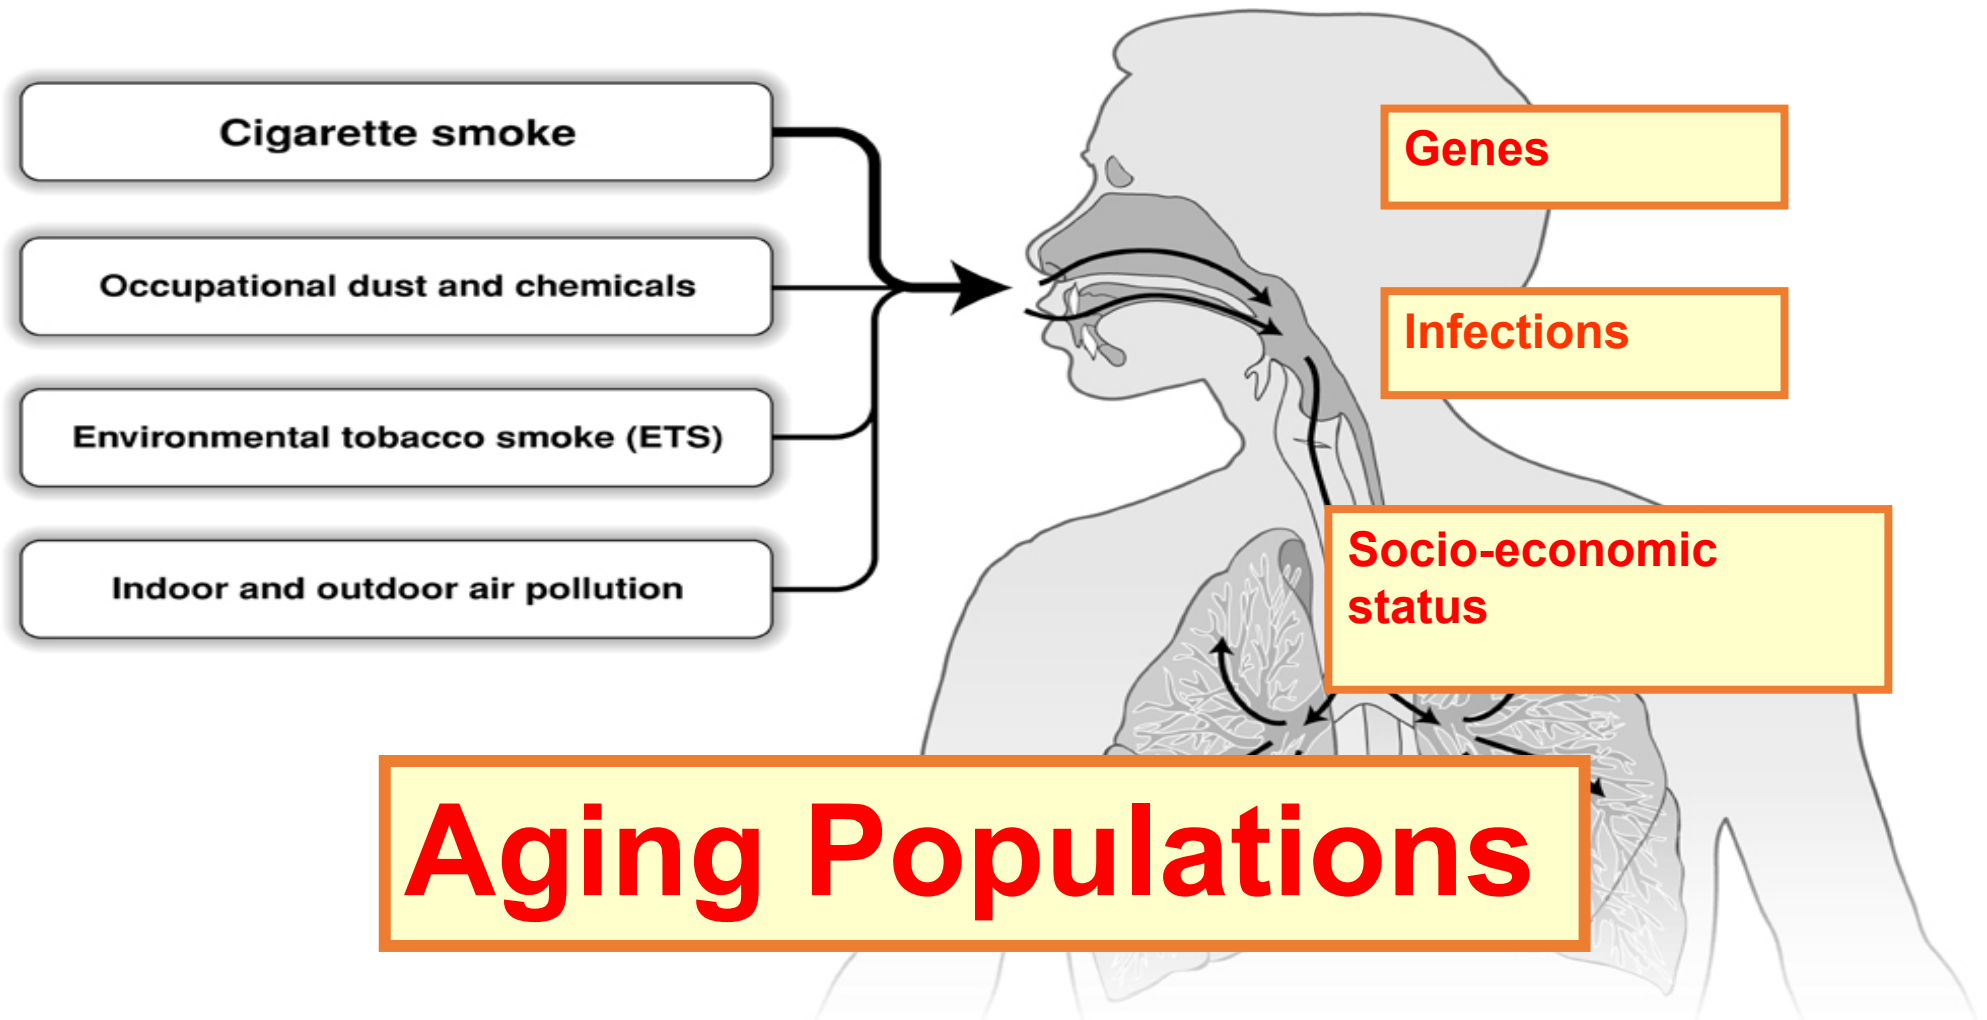 Cigarette smoke
Occupational dust and chemicals
Environmental tobacco smoke (ETS)
Indoor and outdoor air pollution
Genes
Infections
Socio-economic
status
Aging Populations